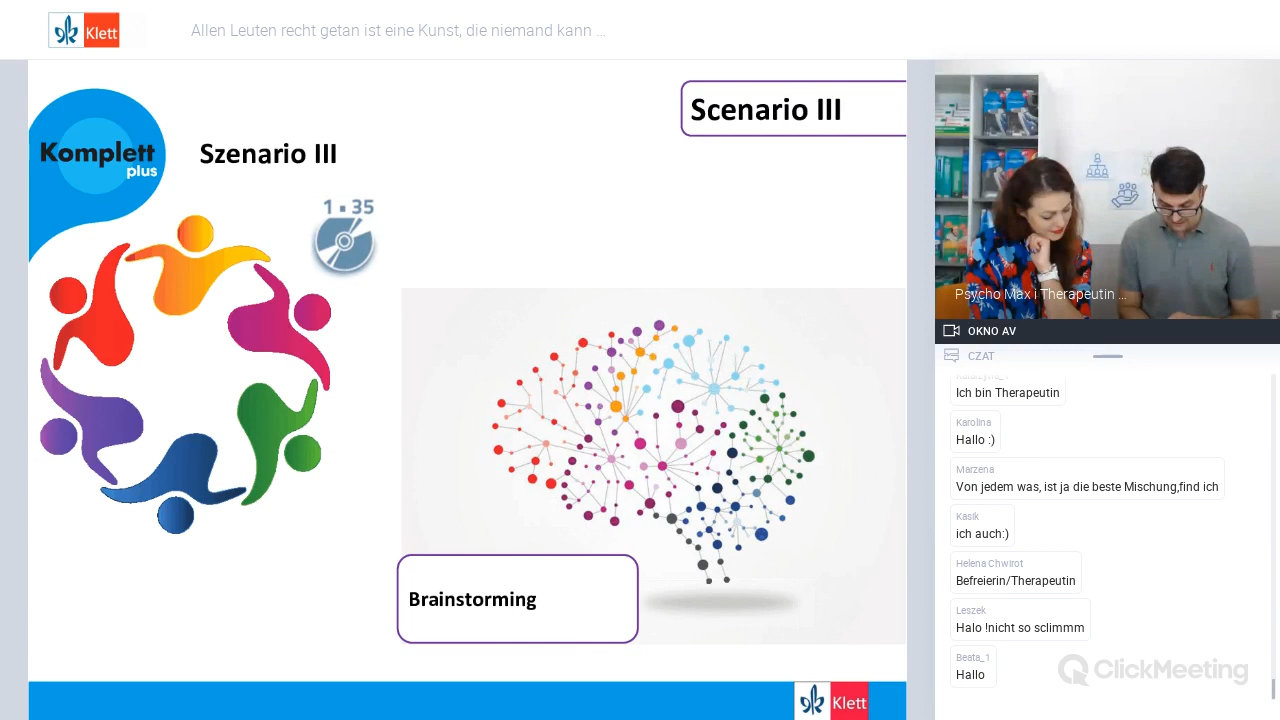 Klett
Allen Leuten recht getan ist eine Kunst, die niemand kann ...
Scenario III
Komplett
plus
Szenario III
1 ▪ 35
Brainstorming
Klett
Psycho Max i Therapeutin ...
OKNO AV
CZAT
Ich bin Therapeutin
Karolina
Hallo :)
Marzena
Von jedem was, ist ja die beste Mischung,find ich
Kasik
ich auch:)
Helena Chwirot
Befreierin/Therapeutin
Leszek
Halo !nicht so sclimmm
Beata_1
Hallo
ClickMeeting